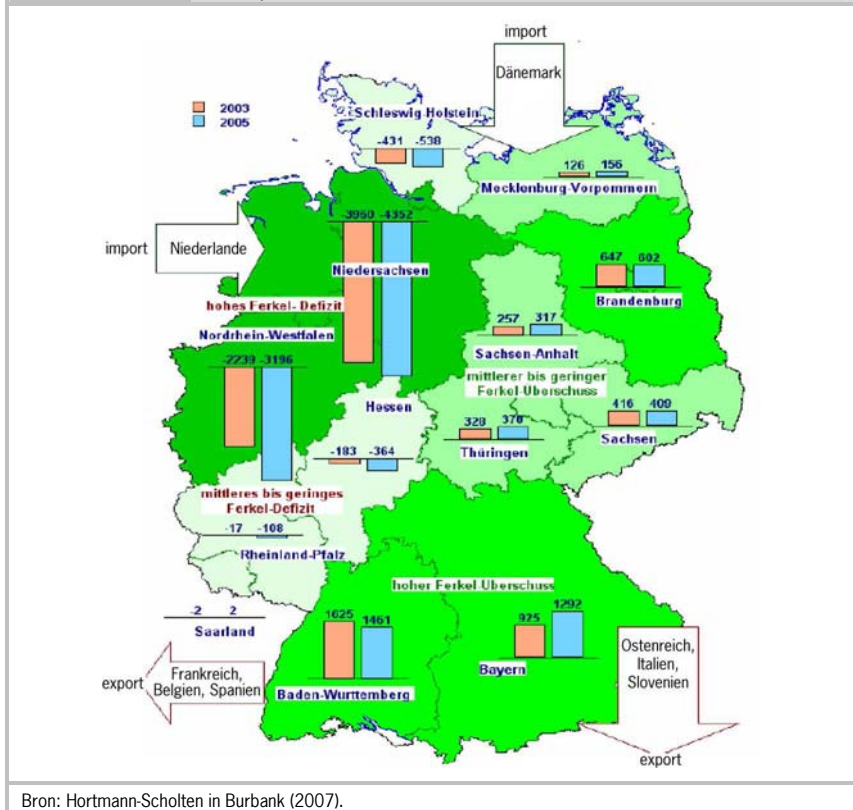 import
Dänemark
2003
2005
Schleswig-Holstein
-431 -538
126 156
Mecklenburg-Vorpommern
import
Niederlande
-3960 -4352
Niedersachsen
647 602
Brandenburg
hohes Ferkel- Defizit
Nordrhein-Westfalen
257 317
Sachsen-Anhalt
-2239 -3196
mittlerer bis geringer
Ferkel-Uberschuss
Hessen
416 409
Sachsen
328 370
Thüringen
-183 -364
mittleres bis geringes
Ferkel-Defizit
-17 -108
Rheinland-Pfalz
hoher Ferkel-Uberschuss
-2 2
Saarland
1625 1461
Baden-Wurttemberg
925 1292
Bayern
export
Frankreich,
Belgien, Spanien
Ostenreich,
Italien,
Slovenien
export
Bron: Hortmann-Scholten in Burbank (2007).